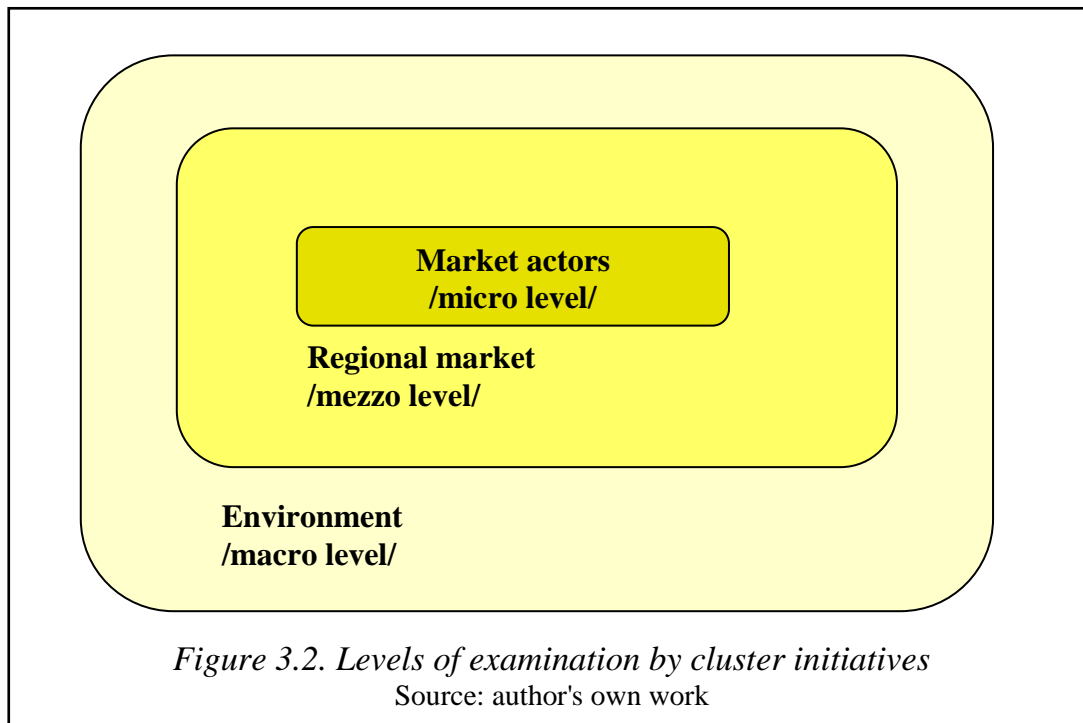 Market actors
/micro level/
Regional market
/mezzo level/
Environment
/macro level/
Figure 3.2. Levels of examination by cluster initiatives
Source: author's own work